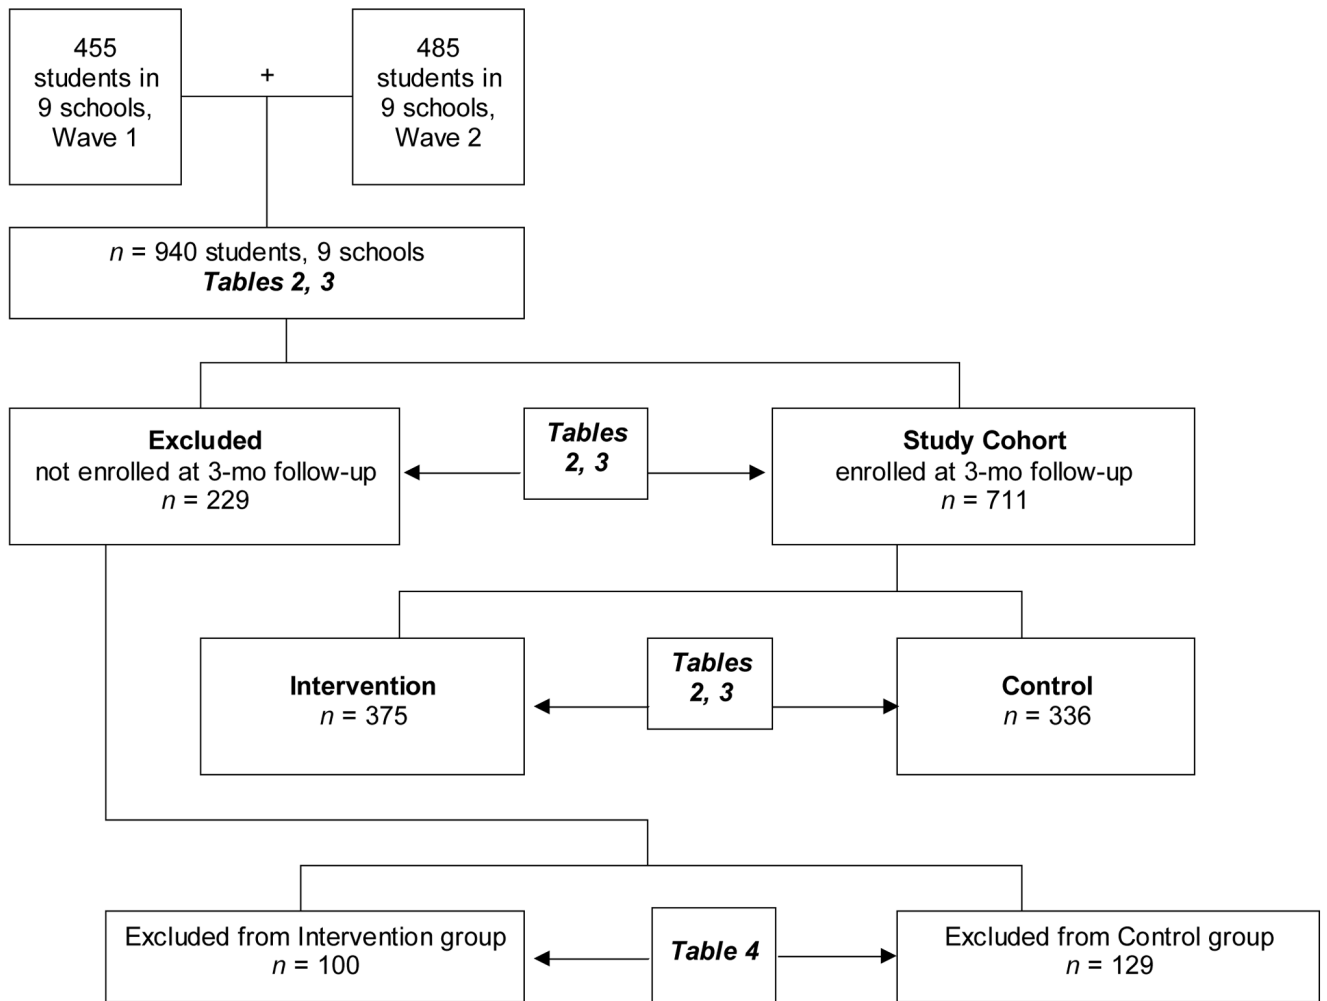 455
students in
9 schools,
Wave 1
+
485
students in
9 schools,
Wave 2
n = 940 students, 9 schools
Tables 2, 3
Excluded
not enrolled at 3-mo follow-up
n = 229
Tables
2, 3
Study Cohort
enrolled at 3-mo follow-up
n = 711
Intervention
n = 375
Tables
2, 3
Control
n = 336
Excluded from Intervention group
n = 100
Table 4
Excluded from Control group
n = 129